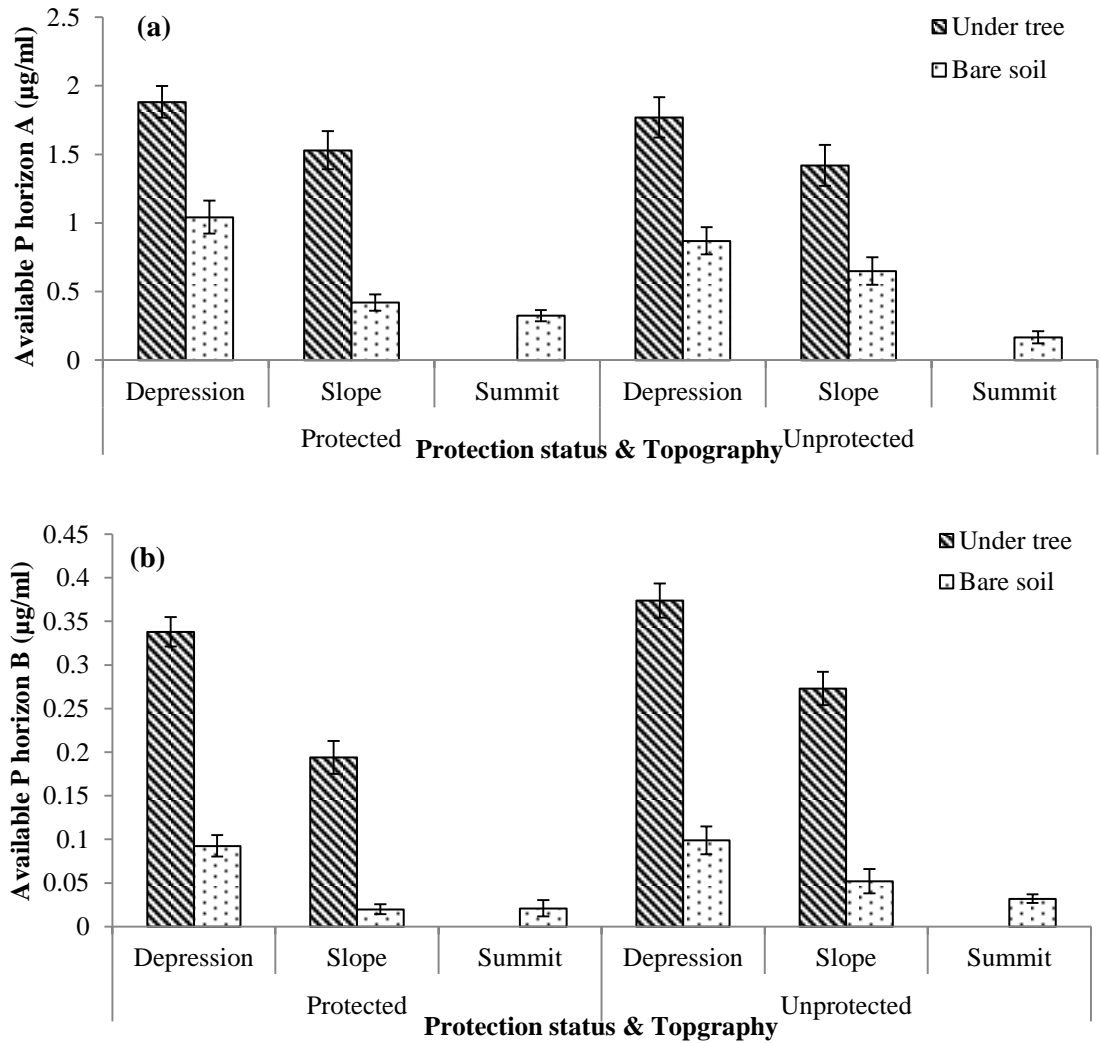 (a)
Under tree
Bare soil
Available P horizon A (µg/ml)
2.5
2
1.5
1
0.5
0
Depression Slope Summit Depression Slope Summit
Protected Unprotected
Protection status & Topography
(b)
Under tree
Bare soil
Available P horizon B (µg/ml)
0.45
0.4
0.35
0.3
0.25
0.2
0.15
0.1
0.05
0
Depression Slope Summit Depression Slope Summit
Protected Unprotected
Protection status & Topgraphy